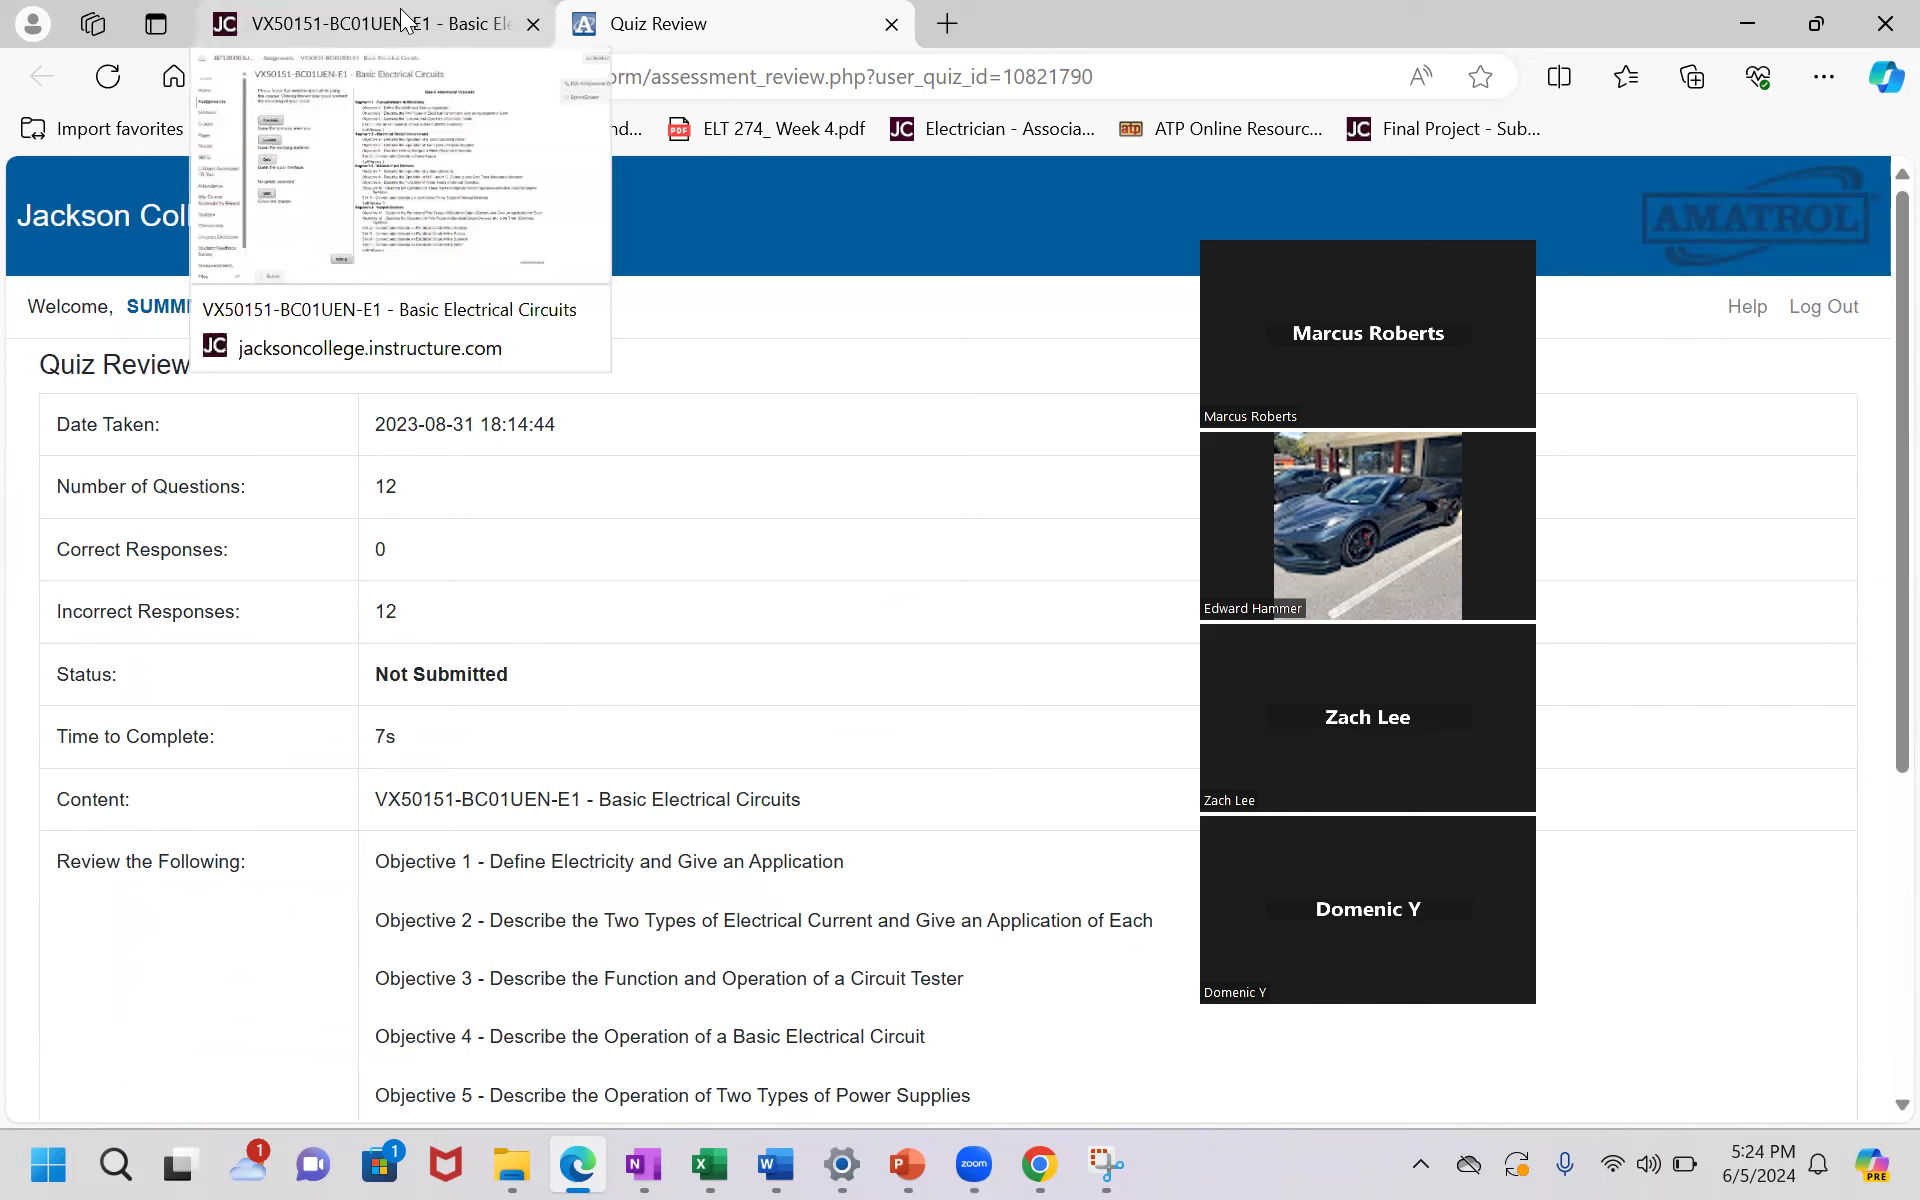 VX50151-BC01UEN-E1 - Basic Ele
Quiz Review
orm/assessment_review.php?user_quiz_id=10821790
Import favorites
nd...
ELT 274_ Week 4.pdf
Electrician - Associa...
ATP Online Resourc...
Final Project - Sub...
VX50151-BC01UEN-E1 - Basic Electrical Circuits
VX50151-BC01UEN-E1 - Basic Electrical Circuits
jacksoncollege.instructure.com
Jackson Coll
AMATROL
Welcome, SUMMI
Help Log Out
Quiz Review
Date Taken: 2023-08-31 18:14:44
Number of Questions: 12
Correct Responses: 0
Incorrect Responses: 12
Status: Not Submitted
Time to Complete: 7s
Content: VX50151-BC01UEN-E1 - Basic Electrical Circuits
Review the Following: Objective 1 - Define Electricity and Give an Application
Objective 2 - Describe the Two Types of Electrical Current and Give an Application of Each
Objective 3 - Describe the Function and Operation of a Circuit Tester
Objective 4 - Describe the Operation of a Basic Electrical Circuit
Objective 5 - Describe the Operation of Two Types of Power Supplies
Marcus Roberts
Marcus Roberts
Edward Hammer
Zach Lee
Zach Lee
Domenic Y
Domenic Y
5:24 PM
6/5/2024